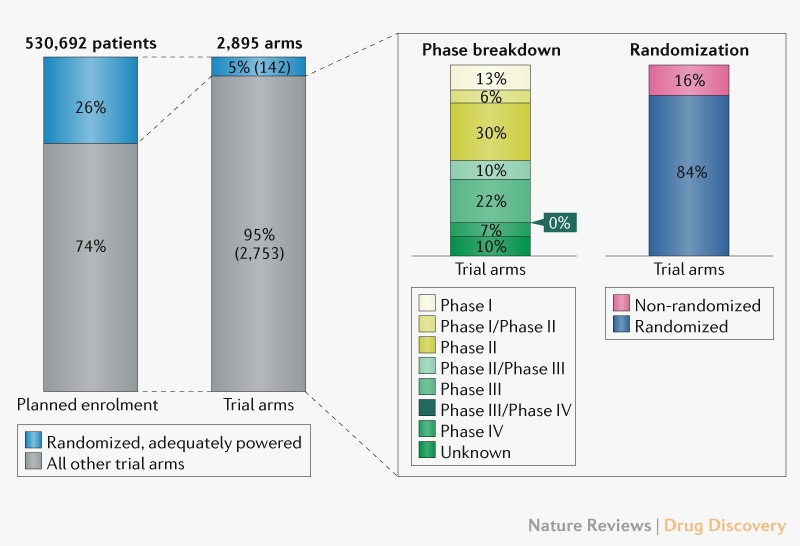 530,692 patients
2,895 arms
26%
74%
5% (142)
95%
(2,753)
Planned enrolment
Trial arms
Randomized, adequately powered
All other trial arms
Phase breakdown
13%
6%
30%
10%
22%
0%
7%
10%
Trial arms
Phase I
Phase I/Phase II
Phase II
Phase II/Phase III
Phase III
Phase III/Phase IV
Phase IV
Unknown
Randomization
16%
84%
Trial arms
Non-randomized
Randomized
Nature Reviews | Drug Discovery